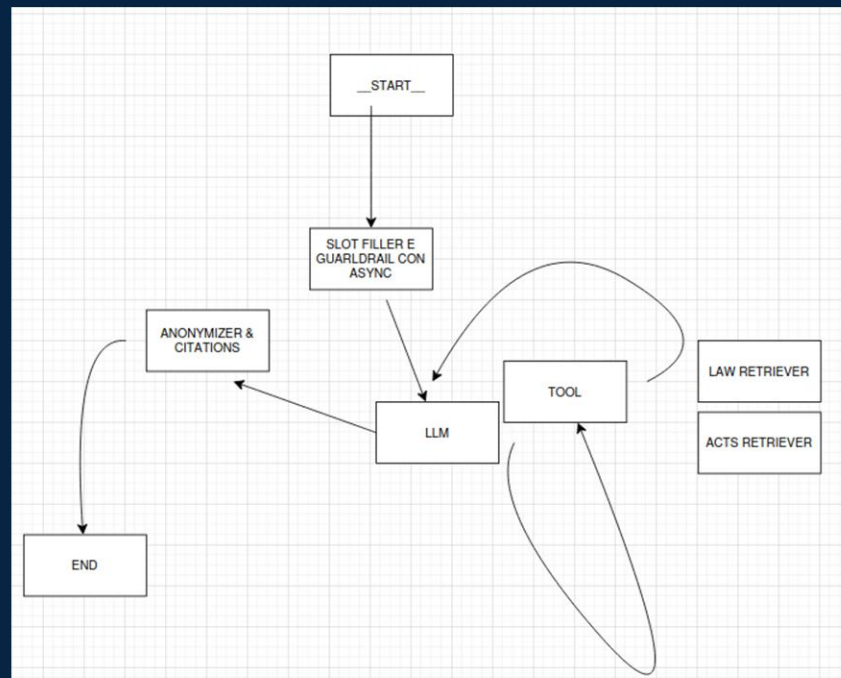 __START__
SLOT FILLER E
GUARLDRAIL CON
ASYNC
ANONYMIZER &
CITATIONS
LLM
TOOL
LAW RETRIEVER
ACTS RETRIEVER
END